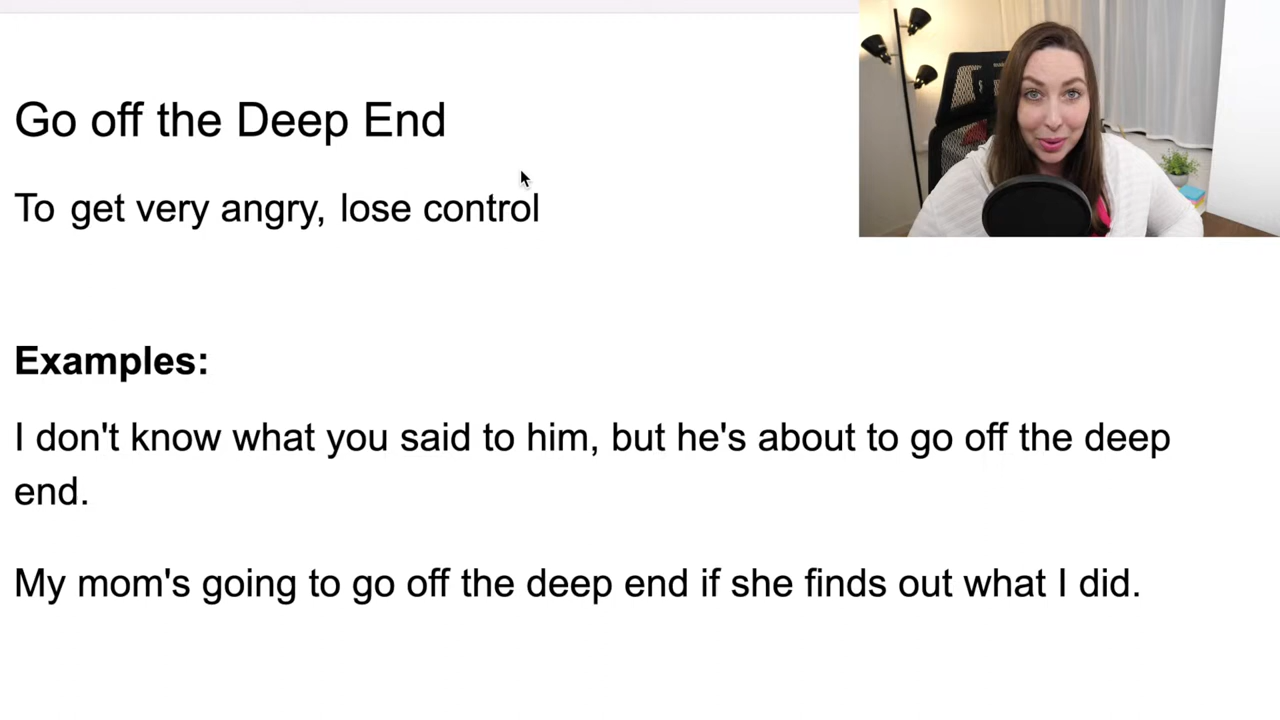 Go off the Deep End
To get very angry, lose control
Examples:
I don't know what you said to him, but he's about to go off the deep
end.
My mom's going to go off the deep end if she finds out what I did.